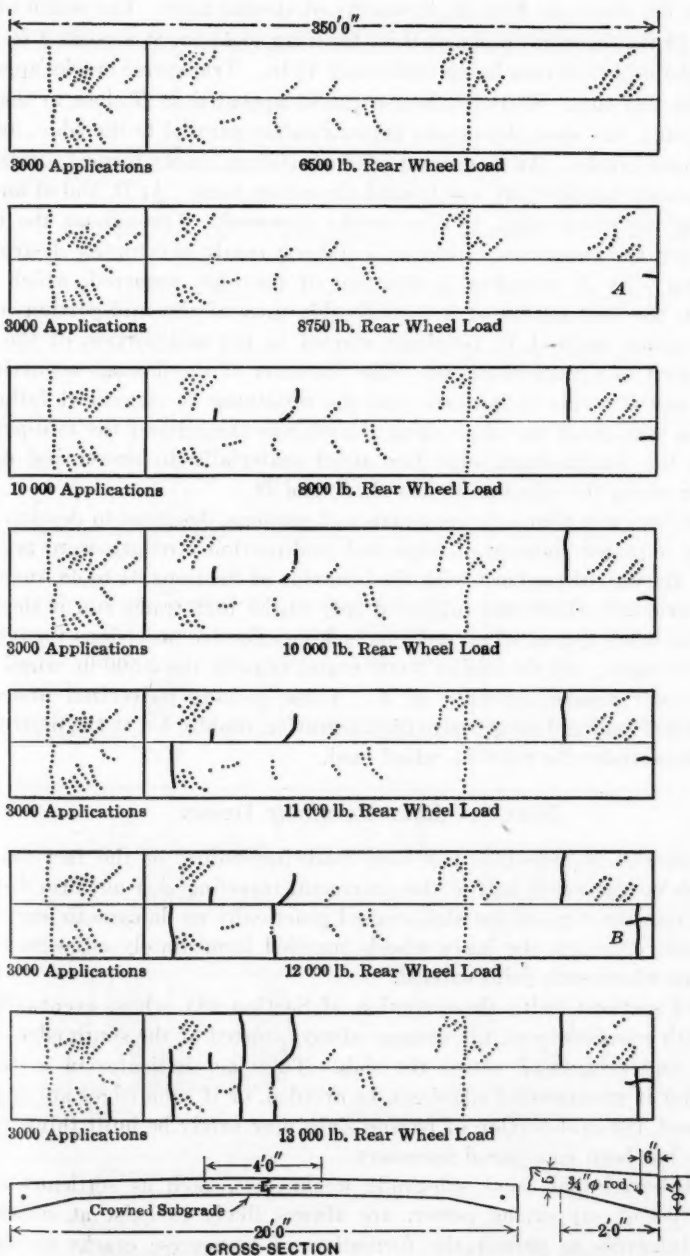 350'0"
3000 Applications 6500 lb. Rear Wheel Load
A
3000 Applications 8750 lb. Rear Wheel Load
10 000 Applications 8000 lb. Rear Wheel Load
3000 Applications 10 000 lb. Rear Wheel Load
3000 Applications 11 000 lb. Rear Wheel Load
B
3000 Applications 12 000 lb. Rear Wheel Load
3000 Applications 13 000 lb. Rear Wheel Load
4'0"
6"
6"
¾"φ rod
9"
Crowned Subgrade
20'0"
2'0"
CROSS-SECTION